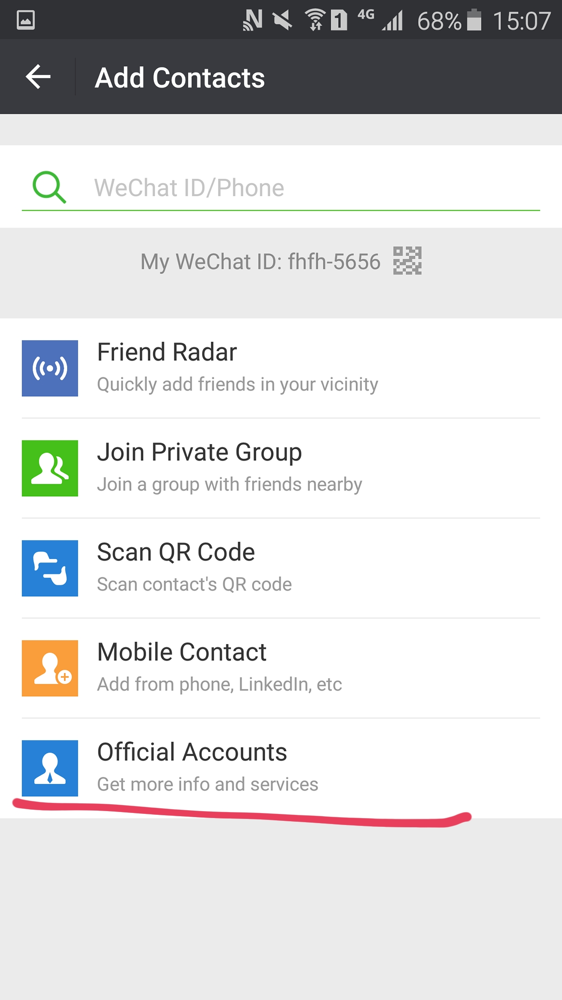 1 4G 68% 15:07
Add Contacts
WeChat ID/Phone
My WeChat ID: fhfh-5656
Friend Radar
Quickly add friends in your vicinity
Join Private Group
Join a group with friends nearby
Scan QR Code
Scan contact's QR code
Mobile Contact
Add from phone, LinkedIn, etc
Official Accounts
Get more info and services